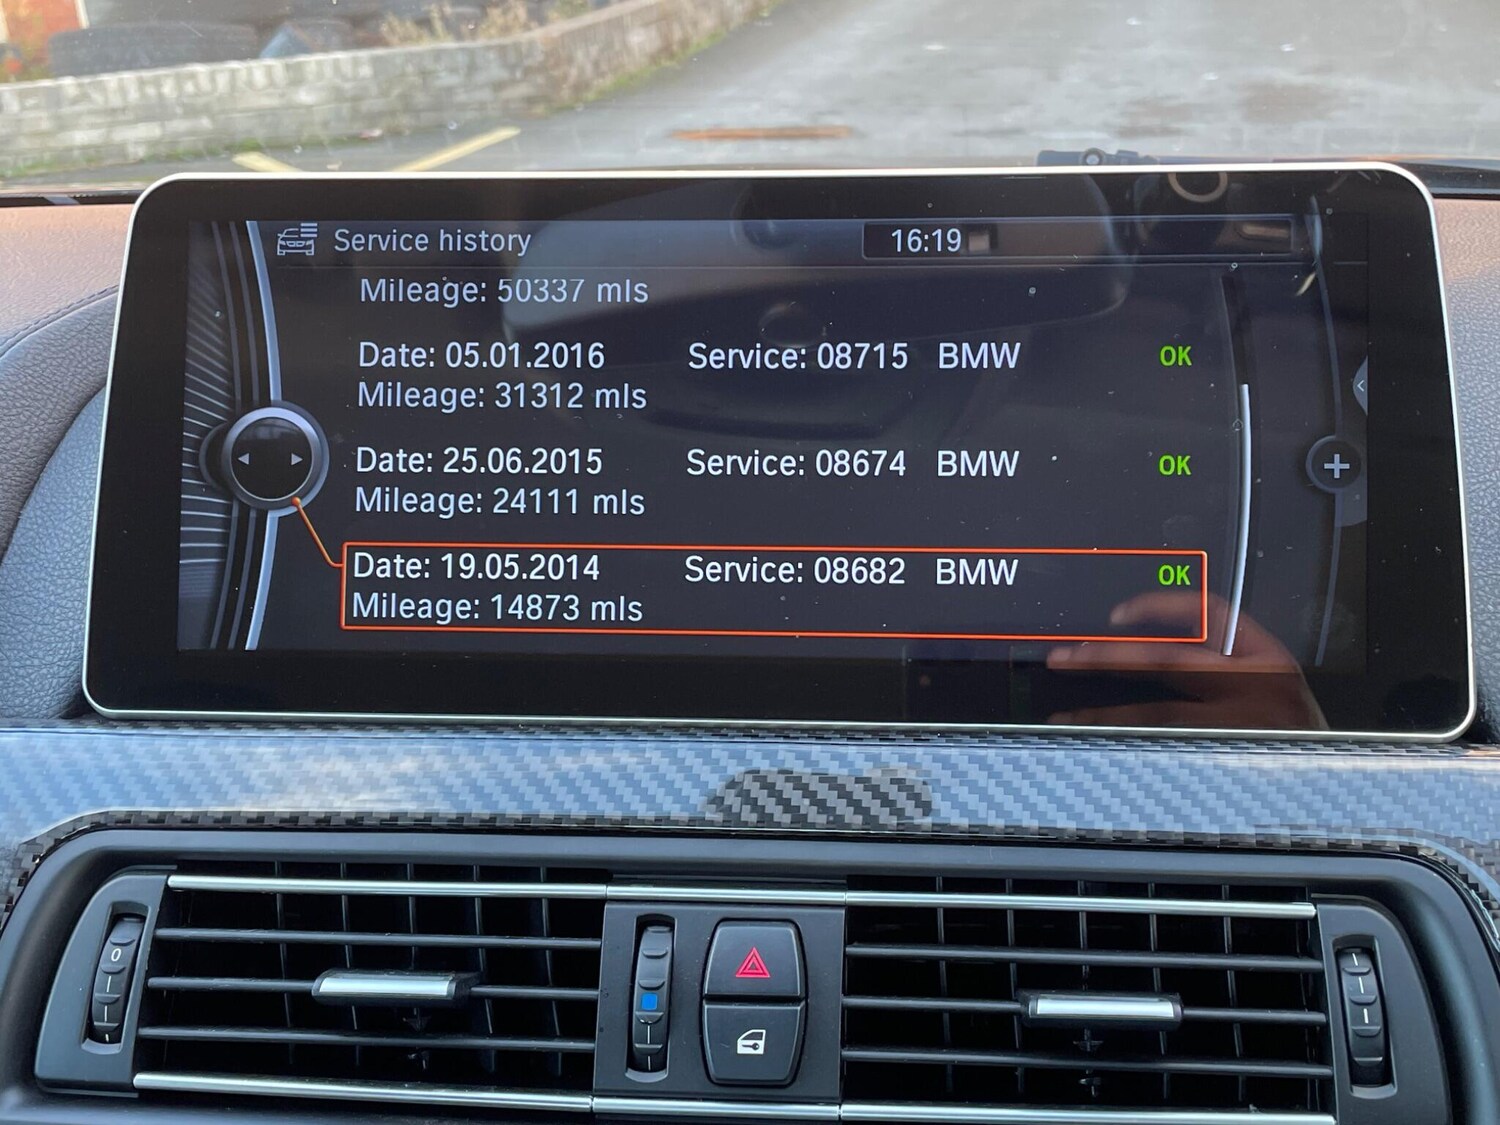 Service history 16:19
Mileage: 50337 mls
Date: 05.01.2016 Service: 08715 BMW OK
Mileage: 31312 mls
Date: 25.06.2015 Service: 08674 BMW OK
Mileage: 24111 mls
Date: 19.05.2014 Service: 08682 BMW OK
Mileage: 14873 mls
0